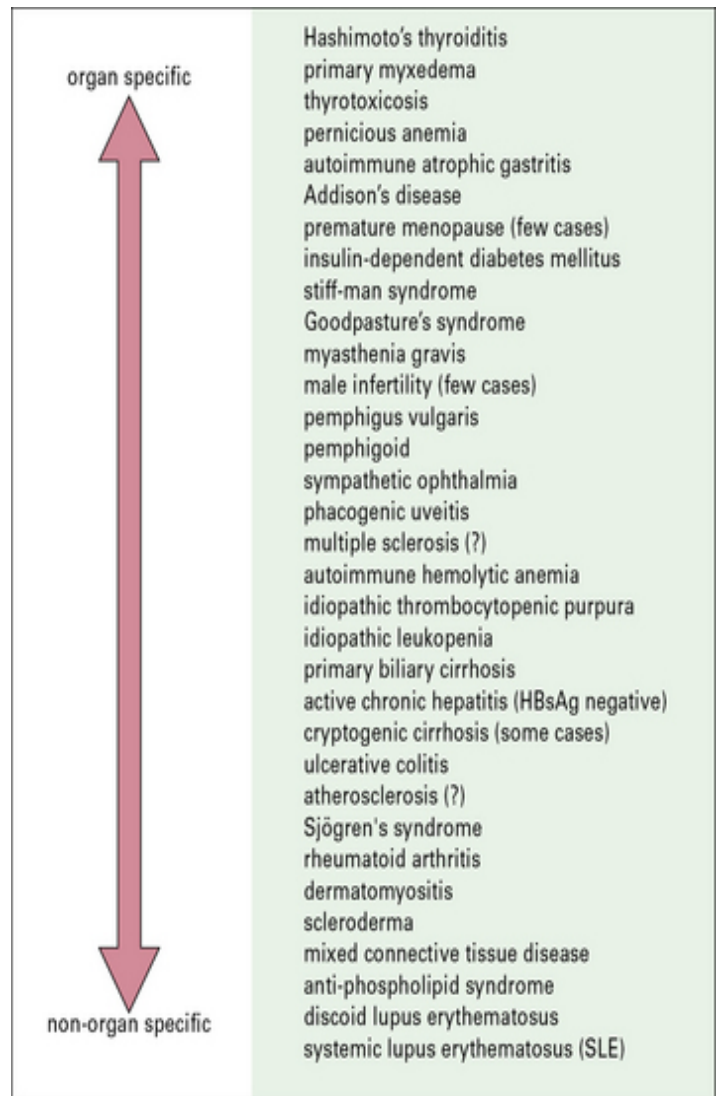 organ specific
non-organ specific
Hashimoto's thyroiditis
primary myxedema
thyrotoxicosis
pernicious anemia
autoimmune atrophic gastritis
Addison's disease
premature menopause (few cases)
insulin-dependent diabetes mellitus
stiff-man syndrome
Goodpasture's syndrome
myasthenia gravis
male infertility (few cases)
pemphigus vulgaris
pemphigoid
sympathetic ophthalmia
phacogenic uveitis
multiple sclerosis (?)
autoimmune hemolytic anemia
idiopathic thrombocytopenic purpura
idiopathic leukopenia
primary biliary cirrhosis
active chronic hepatitis (HBsAg negative)
cryptogenic cirrhosis (some cases)
ulcerative colitis
atherosclerosis (?)
Sjögren's syndrome
rheumatoid arthritis
dermatomyositis
scleroderma
mixed connective tissue disease
anti-phospholipid syndrome
discoid lupus erythematosus
systemic lupus erythematosus (SLE)